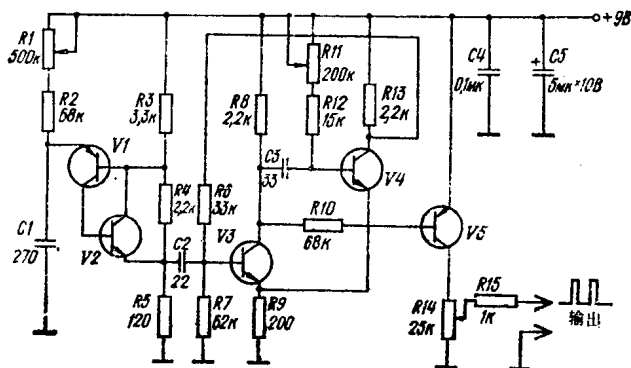 +9В
R1
500к
R2
68к
R3
3,3к
V1
R4
2,2к
V2
C1
270
C2
22
R5
120
R6
33к
R7
62к
R8
2,2к
C3
33
V3
R9
200
R10
68к
R11
200к
R12
15к
R13
2,2к
V4
V5
R14
25к
R15
1к
C4
0,1мк
C5
+
5мк×10В
输出